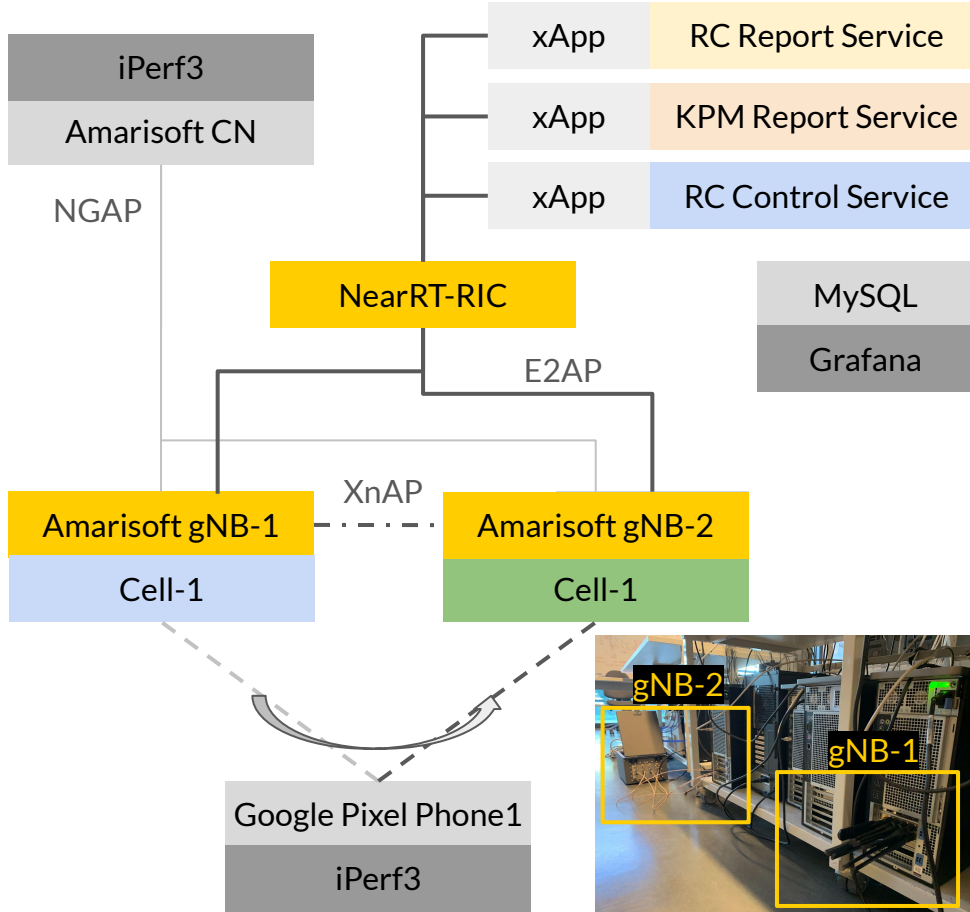 xApp RC Report Service
iPerf3
Amarisoft CN
xApp KPM Report Service
xApp RC Control Service
NGAP
NearRT-RIC
MySQL
Grafana
E2AP
XnAP
Amarisoft gNB-1
Amarisoft gNB-2
Cell-1
Cell-1
gNB-2
gNB-1
Google Pixel Phone1
iPerf3